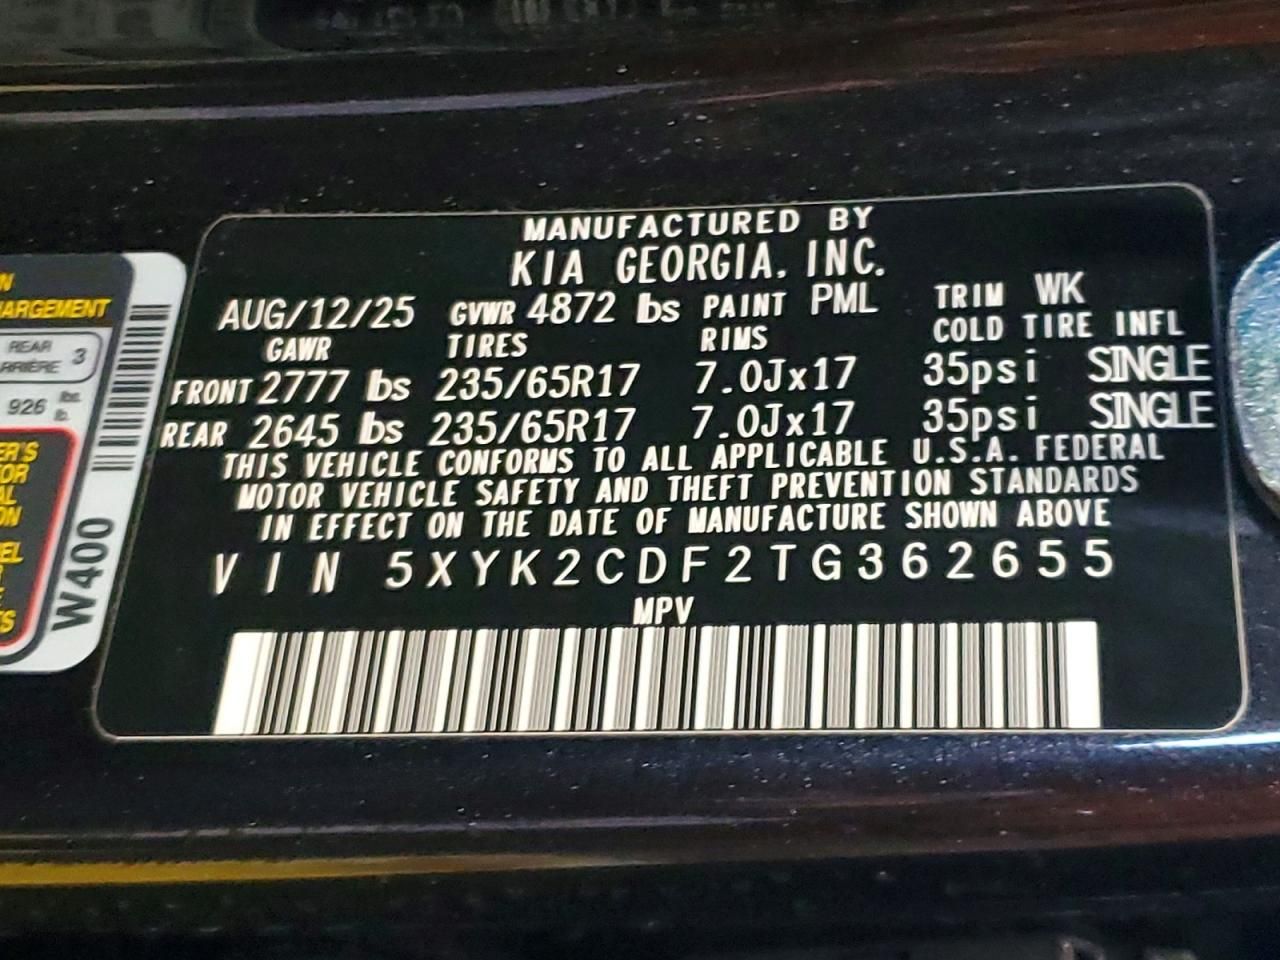 MANUFACTURED BY
KIA GEORGIA, INC.
AUG/12/25 GVWR 4872 lbs PAINT PML TRIM WK
GAWR TIRES RIMS COLD TIRE INFL
FRONT 2777 lbs 235/65R17 7.0Jx17 35psi SINGLE
REAR 2645 lbs 235/65R17 7.0Jx17 35psi SINGLE
THIS VEHICLE CONFORMS TO ALL APPLICABLE U.S.A. FEDERAL
MOTOR VEHICLE SAFETY AND THEFT PREVENTION STANDARDS
IN EFFECT ON THE DATE OF MANUFACTURE SHOWN ABOVE
VIN 5XYK2CDF2TG362655
MPV
REAR 3
926 lbs.
lb.
W400